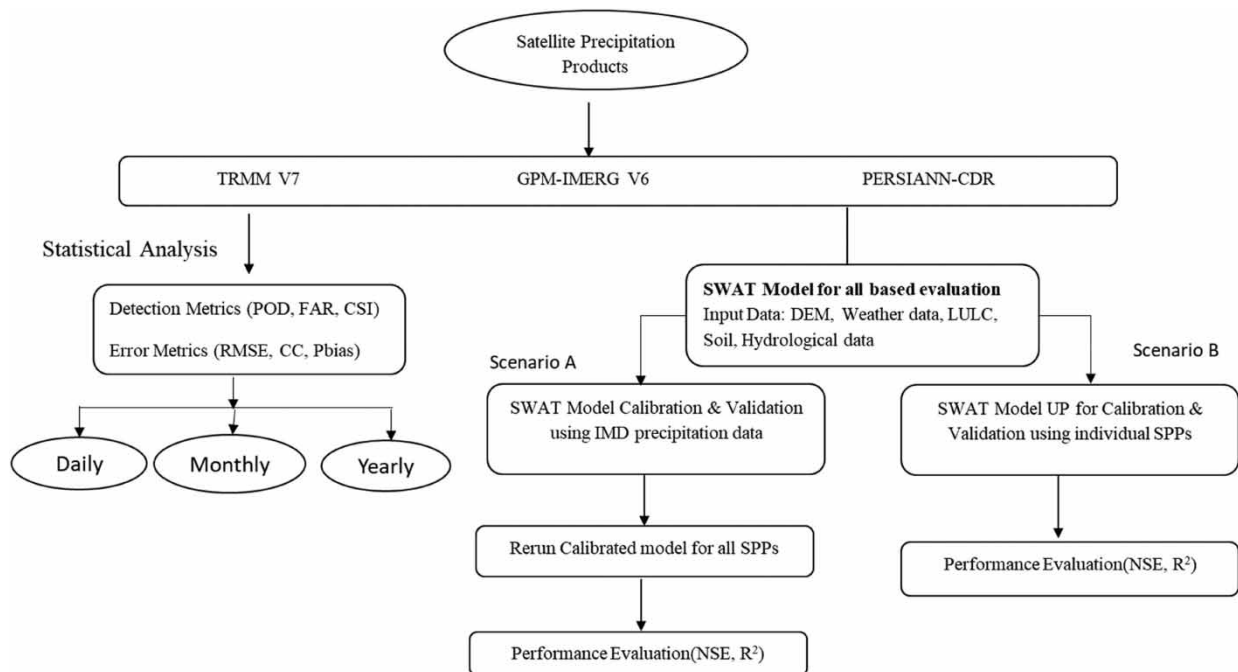 Satellite Precipitation
Products
TRMM V7
GPM-IMERG V6
PERSIANN-CDR
Statistical Analysis
Detection Metrics (POD, FAR, CSI)
Error Metrics (RMSE, CC, Pbias)
Daily
Monthly
Yearly
SWAT Model for all based evaluation
Input Data: DEM, Weather data, LULC,
Soil, Hydrological data
Scenario A
SWAT Model Calibration & Validation
using IMD precipitation data
Rerun Calibrated model for all SPPs
Performance Evaluation(NSE, R²)
Scenario B
SWAT Model UP for Calibration &
Validation using individual SPPs
Performance Evaluation(NSE, R²)